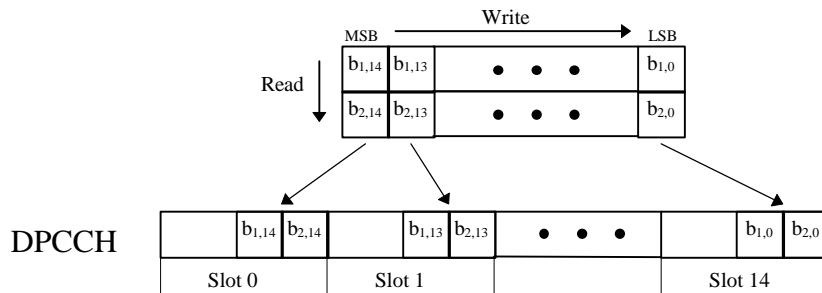 Write
MSB LSB
b1,14 b1,13 • • • b1,0
Read
b2,14 b2,13 • • • b2,0
DPCCH b1,14 b2,14 b1,13 b2,13 • • • b1,0 b2,0
Slot 0 Slot 1 Slot 14